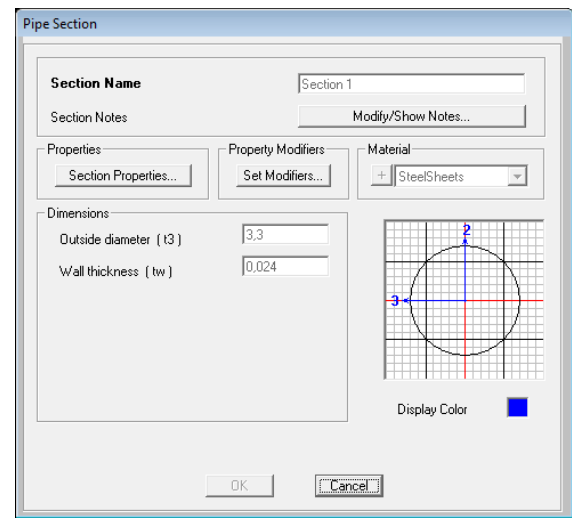 Pipe Section
Section Name
Section 1
Section Notes
Modify/Show Notes...
Properties
Section Properties...
Property Modifiers
Set Modifiers...
Material
+ SteelSheets
Dimensions
Outside diameter ( t3 )
3,3
Wall thickness ( tw )
0,024
2
3
Display Color
OK
Cancel